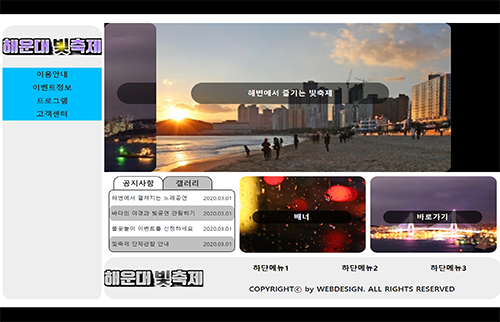 해운대 빛축제
이용안내
이벤트정보
프로그램
고객센터
해변에서 즐기는 빛축제
공지사항 갤러리
해변에서 펼쳐지는 노래공연 2020.03.01
바다의 야경과 빛공연 관람하기 2020.03.01
불꽃놀이 이벤트를 신청하세요 2020.03.01
빛축제 단체관람 안내 2020.03.01
배너
바로가기
해운대 빛축제
하단메뉴1 하단메뉴2 하단메뉴3
COPYRIGHTⓒ by WEBDESIGN. ALL RIGHTS RESERVED